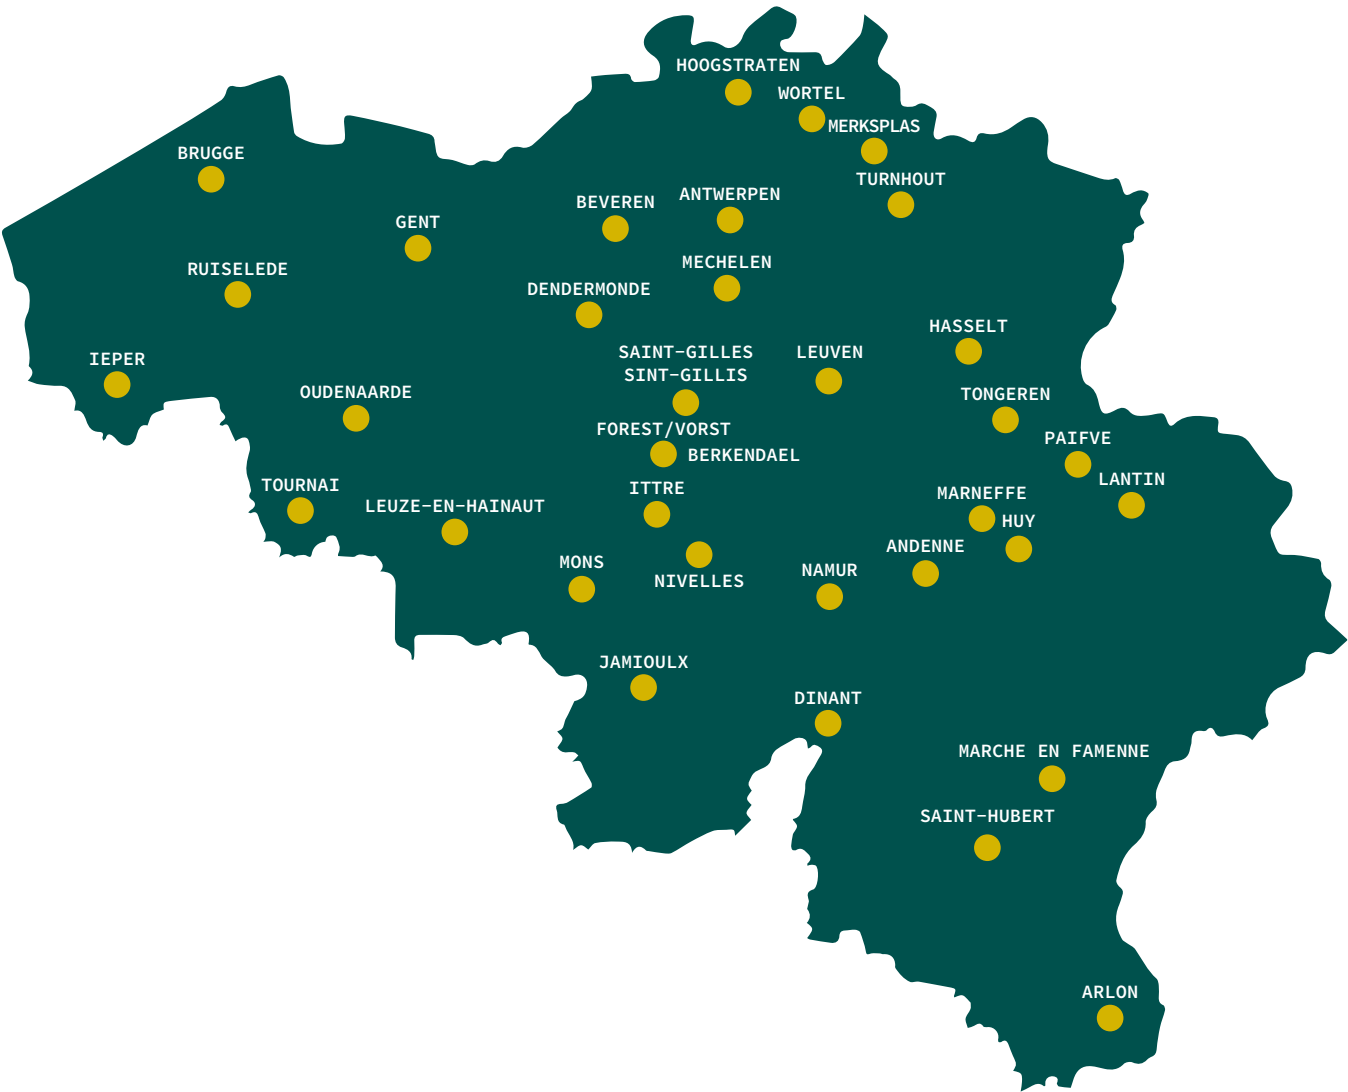 HOOGSTRATEN
WORTEL
MERKSPLAS
BRUGGE
TURNHOUT
ANTWERPEN
BEVEREN
GENT
MECHELEN
RUISELEDE
DENDERMONDE
HASSELT
SAINT-GILLES
SINT-GILLIS
LEUVEN
IEPER
OUDENAARDE
TONGEREN
FOREST/VORST
PAIFVE
BERKENDAEL
LANTIN
TOURNAI
ITTRE
MARNEFFE
LEUZE-EN-HAINAUT
HUY
ANDENNE
MONS
NAMUR
NIVELLES
JAMIOULX
DINANT
MARCHE EN FAMENNE
SAINT-HUBERT
ARLON